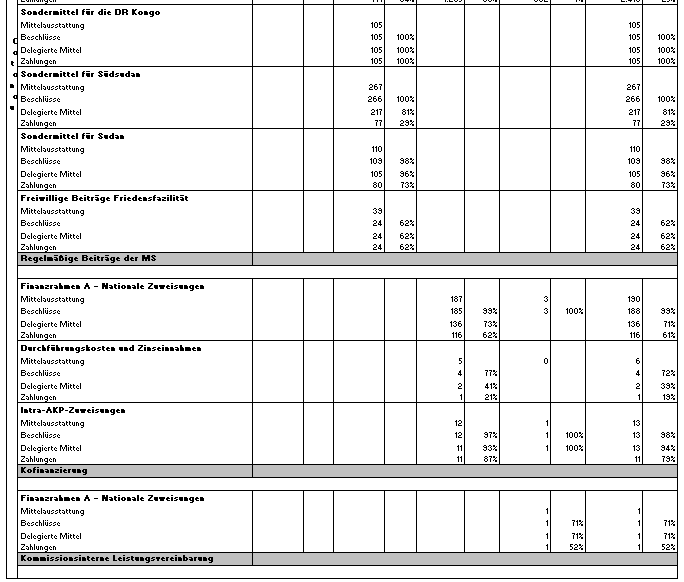 Sondermittel für die DR Kongo
Mittelausstattung 105 105
Beschlüsse 105 100% 105 100%
Delegierte Mittel 105 100% 105 100%
Zahlungen 105 100% 105 100%
Sondermittel für Südsudan
Mittelausstattung 267 267
Beschlüsse 266 100% 266 100%
Delegierte Mittel 217 81% 217 81%
Zahlungen 77 29% 77 29%
Sondermittel für Sudan
Mittelausstattung 110 110
Beschlüsse 109 98% 109 98%
Delegierte Mittel 105 96% 105 96%
Zahlungen 80 73% 80 73%
Freiwillige Beiträge Friedensfazilität
Mittelausstattung 39 39
Beschlüsse 24 62% 24 62%
Delegierte Mittel 24 62% 24 62%
Zahlungen 24 62% 24 62%
Regelmäßige Beiträge der MS
Finanzrahmen A - Nationale Zuweisungen
Mittelausstattung 187 3 190
Beschlüsse 185 99% 3 100% 188 99%
Delegierte Mittel 136 73% 136 71%
Zahlungen 116 62% 116 61%
Durchführungskosten und Zinseinnahmen
Mittelausstattung 5 0 6
Beschlüsse 4 77% 4 72%
Delegierte Mittel 2 41% 2 39%
Zahlungen 1 21% 1 19%
Intra-AKP-Zuweisungen
Mittelausstattung 12 1 13
Beschlüsse 12 97% 1 100% 13 98%
Delegierte Mittel 11 93% 1 100% 13 94%
Zahlungen 11 87% 11 79%
Kofinanzierung
Finanzrahmen A - Nationale Zuweisungen
Mittelausstattung 1 1
Beschlüsse 1 71% 1 71%
Delegierte Mittel 1 71% 1 71%
Zahlungen 1 52% 1 52%
Kommissionsinterne Leistungsvereinbarung